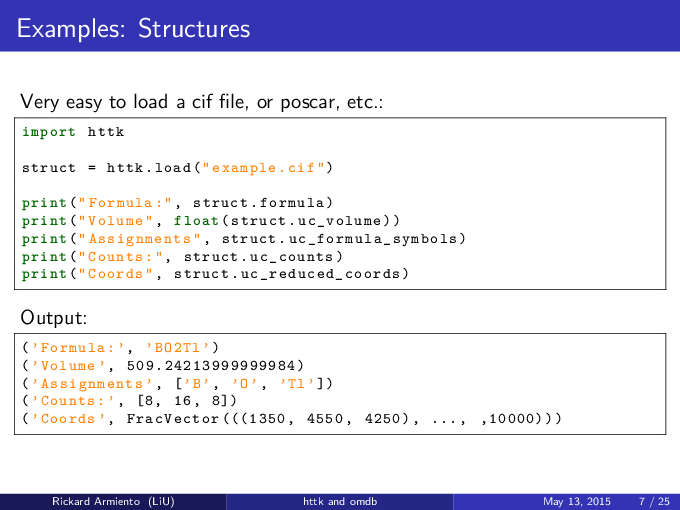 Examples: Structures
Very easy to load a cif file, or poscar, etc.:
import httk
struct = httk.load("example.cif")
print("Formula:", struct.formula)
print("Volume", float(struct.uc_volume))
print("Assignments", struct.uc_formula_symbols)
print("Counts:", struct.uc_counts)
print("Coords", struct.uc_reduced_coords)
Output:
('Formula:', 'BO2Tl')
('Volume', 509.24213999999984)
('Assignments', ['B', 'O', 'Tl'])
('Counts:', [8, 16, 8])
('Coords', FracVector(((1350, 4550, 4250), ..., ,10000)))
Rickard Armiento (LiU) httk and omdb May 13, 2015 7 / 25